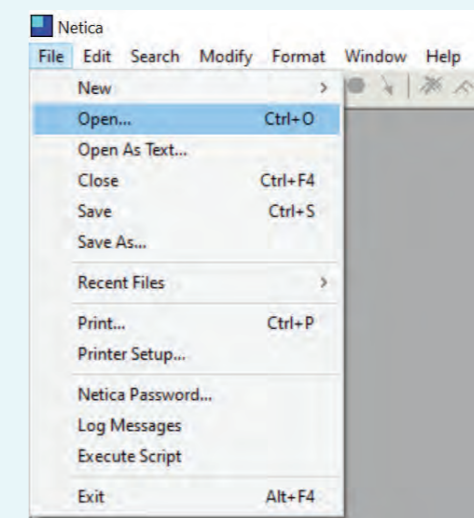 Netica
File Edit Search Modify Format Window Help
New >
Open... Ctrl+O
Open As Text...
Close Ctrl+F4
Save Ctrl+S
Save As...
Recent Files >
Print... Ctrl+P
Printer Setup...
Netica Password...
Log Messages
Execute Script
Exit Alt+F4